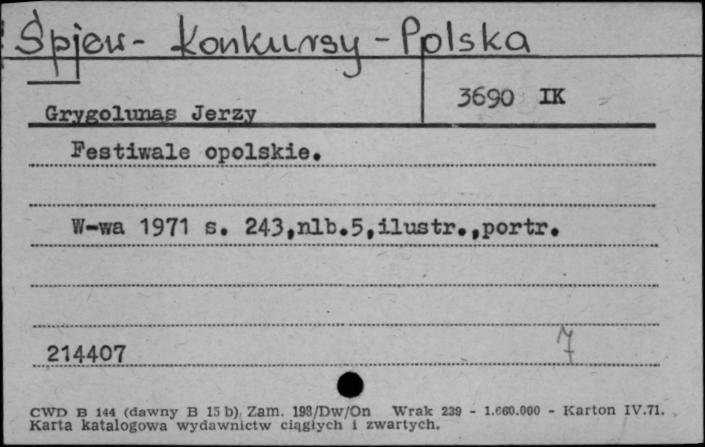 Śpiew - Konkursy - Polska
3690 IK
Grygolunas Jerzy
Festiwale opolskie.
W-wa 1971 s. 243,nlb.5,ilustr.,portr.
7
214407
CWD B 144 (dawny B 15 b) Zam. 198/Dw/On Wrak 239 - 1.660.000 - Karton IV.71.
Karta katalogowa wydawnictw ciągłych i zwartych.